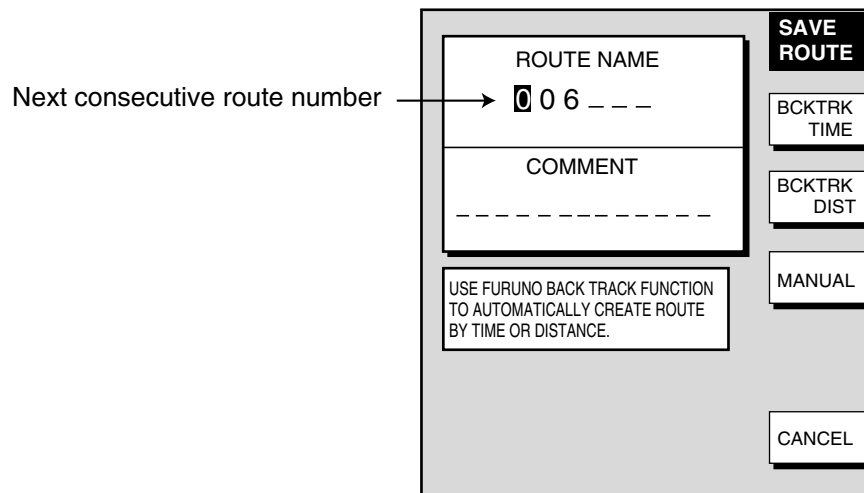 SAVE
ROUTE
ROUTE NAME
Next consecutive route number
0 0 6 _ _ _
BCKTRK
TIME
COMMENT
_ _ _ _ _ _ _ _ _ _ _ _ _
BCKTRK
DIST
USE FURUNO BACK TRACK FUNCTION
TO AUTOMATICALLY CREATE ROUTE
BY TIME OR DISTANCE.
MANUAL
CANCEL